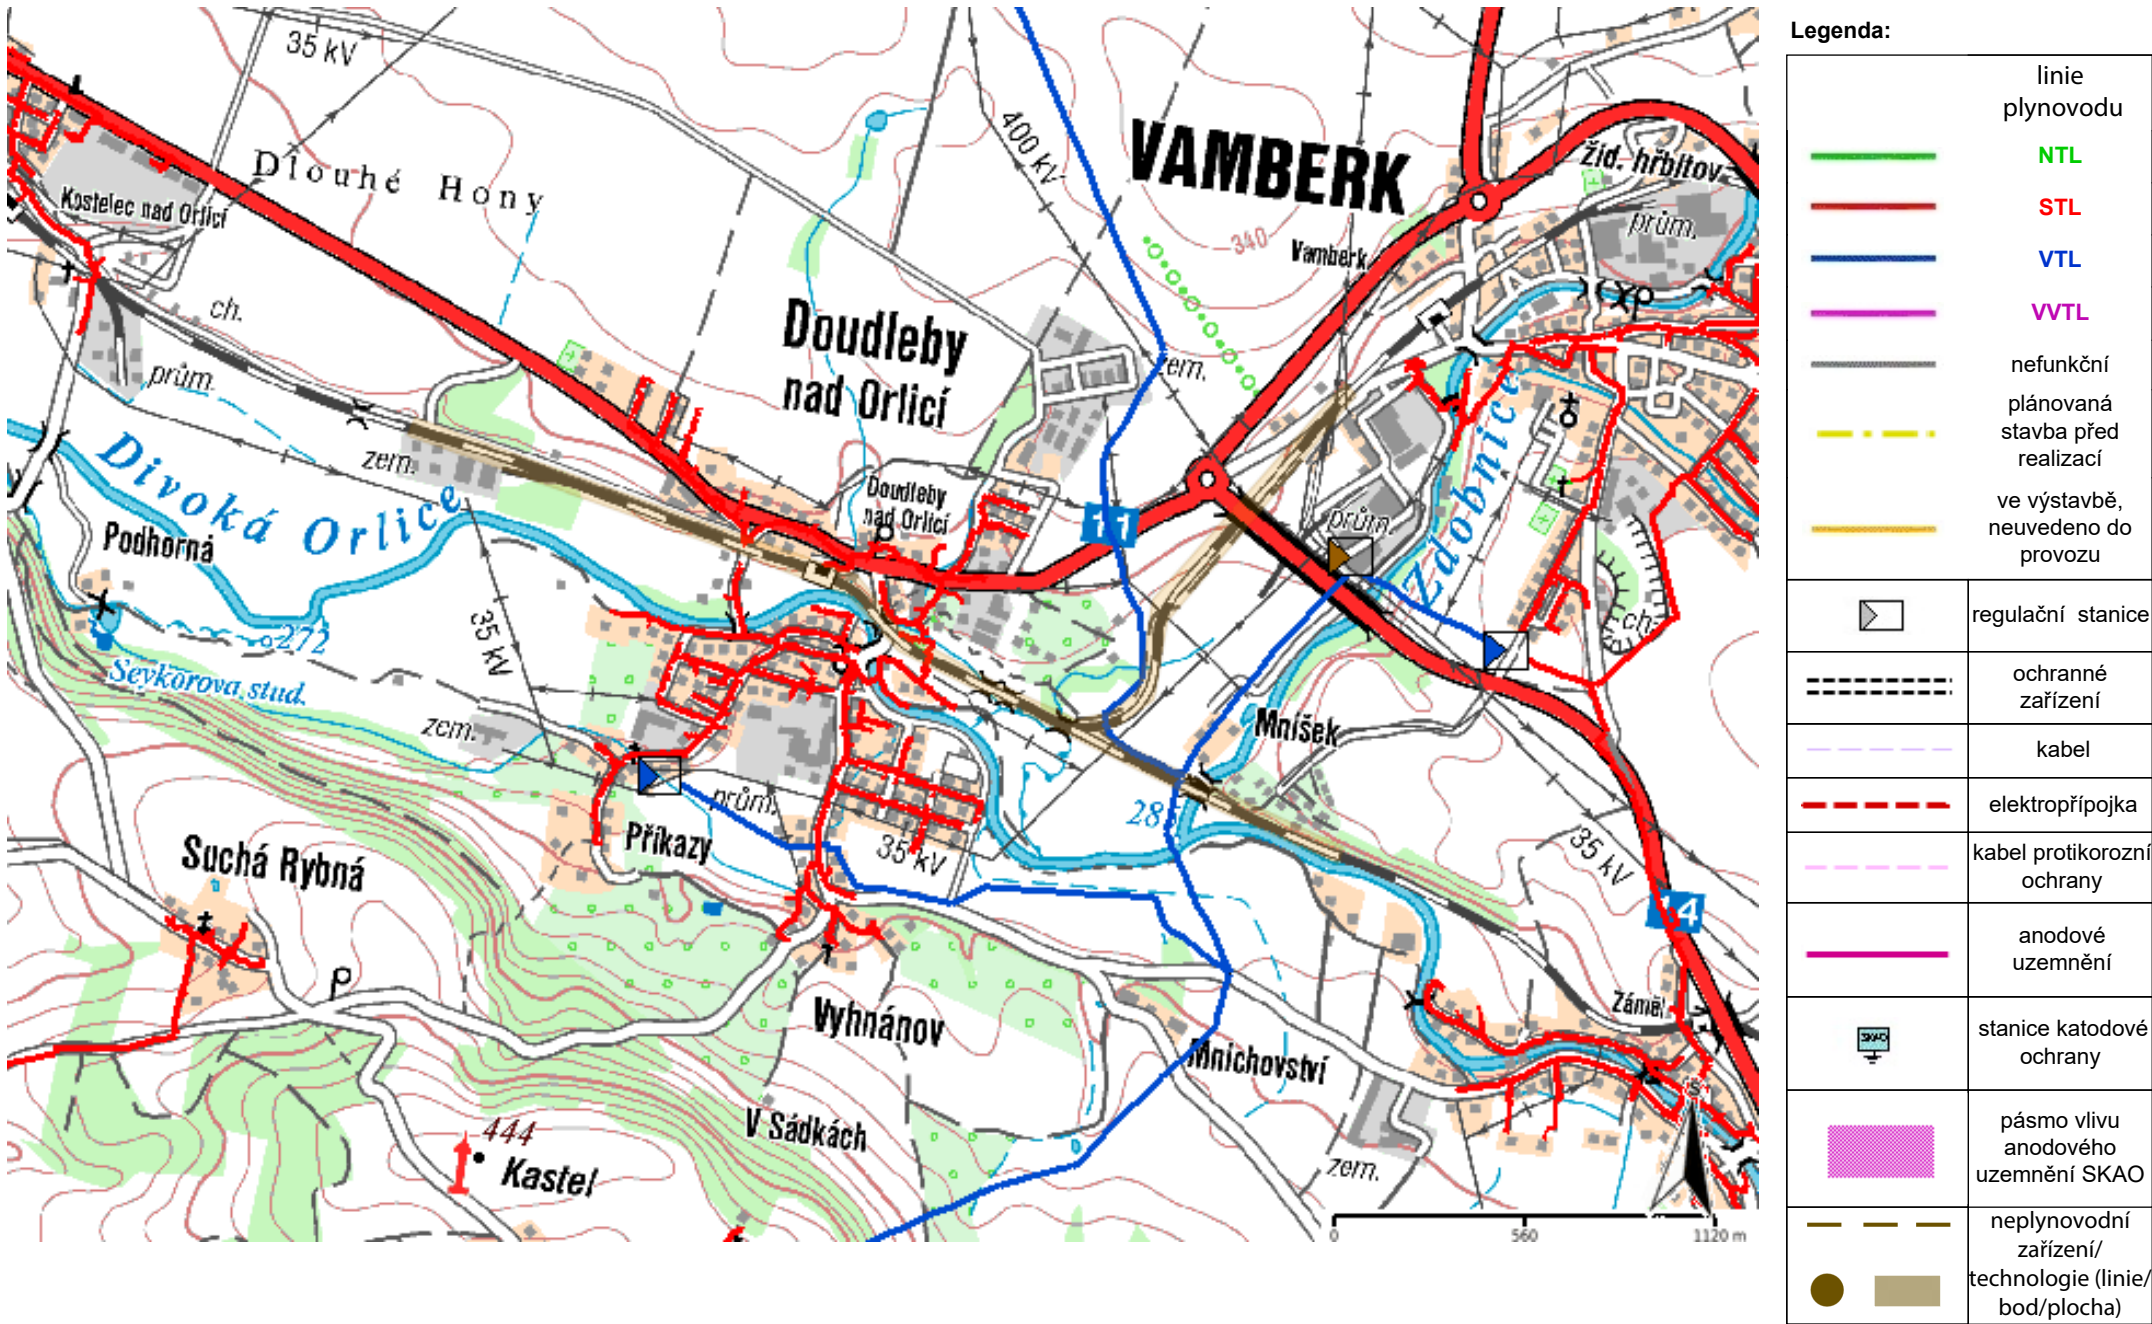 35 kV
Dlouhé Hony
Kostelec nad Orlicí
400 kV
VAMBERK
žid. hřbitov
prům.
340
Vamberk
ch.
prům.
Doudleby
nad Orlicí
zem.
Divoká Orlice
zem.
Doudleby
nad Orlicí
11
prům.
Zdobnice
Podhorná
272
35 kV
Sevkorova stud.
ch.
zem.
Mnišek
prům.
28
Příkazy
35 kV
35 kV
Suchá Rybná
14
Vyhnánov
Záměl
Mnichovství
V Sádkách
444
Kastel
zem.
S
0
560
1120 m
Legenda:
linie
plynovodu
NTL
STL
VTL
VVTL
nefunkční
plánovaná
stavba před
realizací
ve výstavbě,
neuvedeno do
provozu
regulační stanice
ochranné
zařízení
kabel
elektropřípojka
kabel protikorozní
ochrany
anodové
uzemnění
SKAO
stanice katodové
ochrany
pásmo vlivu
anodového
uzemnění SKAO
neplynovodní
zařízení/
technologie (linie/
bod/plocha)